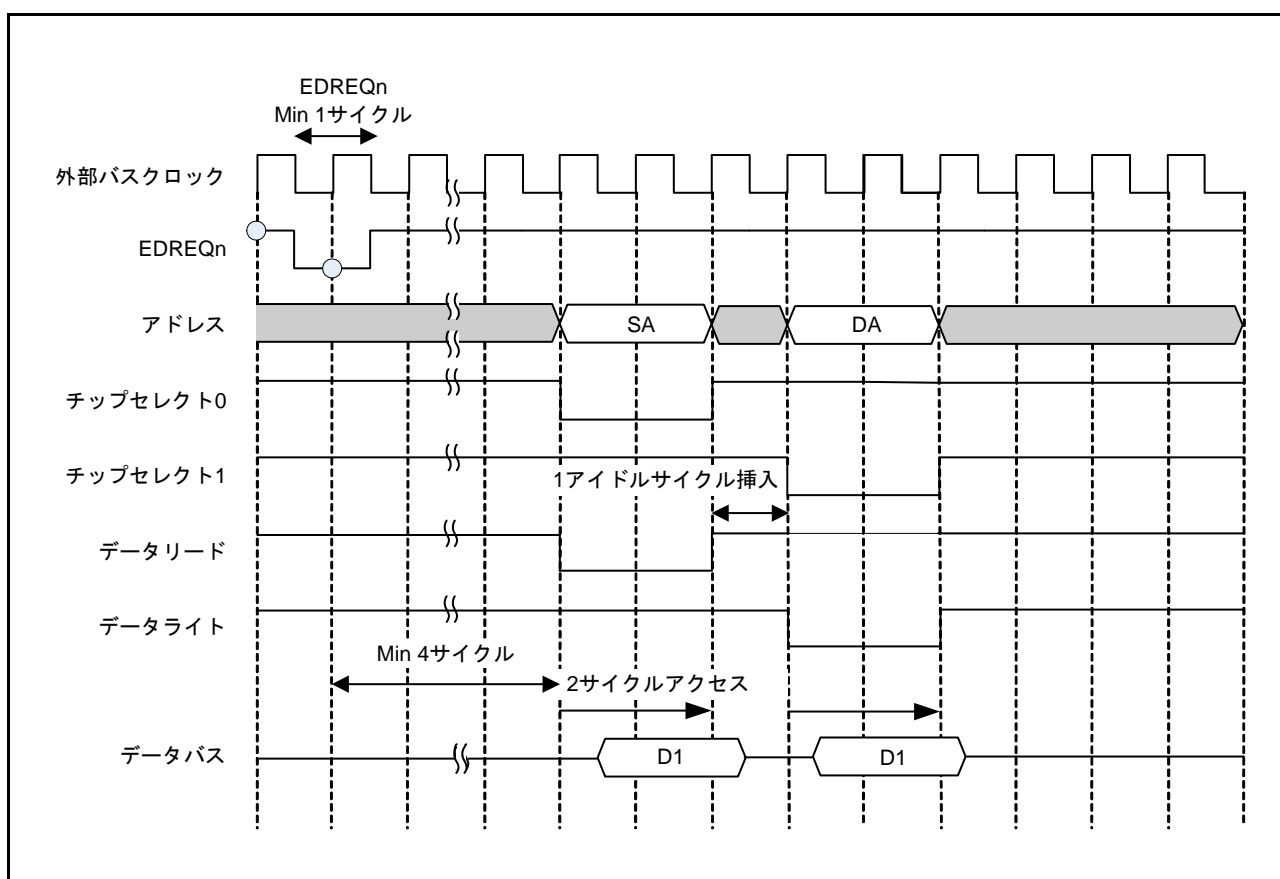 EDREQn
Min 1サイクル
外部バスクロック
EDREQn
アドレス
SA
DA
チップセレクト0
チップセレクト1
1アイドルサイクル挿入
データリード
データライト
Min 4サイクル
2サイクルアクセス
データバス
D1
D1